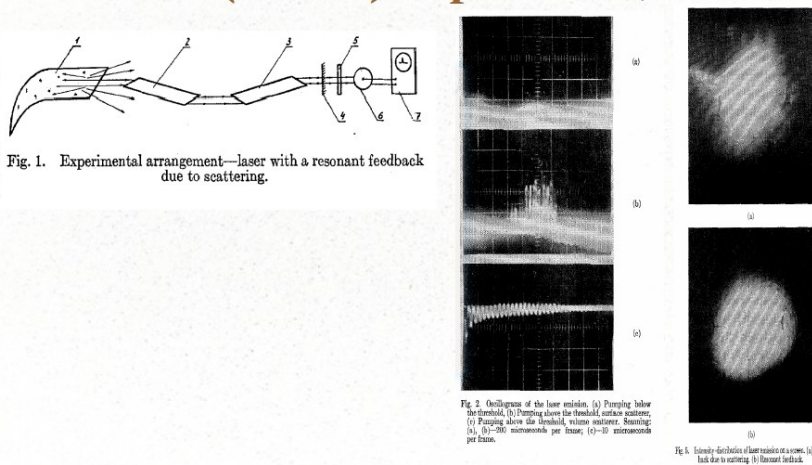 1
2
3
5
4
6
7
Fig. 1. Experimental arrangement—laser with a resonant feedback
due to scattering.
(a)
(b)
(c)
Fig. 2. Oscillograms of the laser emission. (a) Pumping below
the threshold, (b) Pumping above the threshold, surface scatterer,
(c) Pumping above the threshold, volume scatterer. Scanning:
(a), (b)—200 microseconds per frame; (c)—10 microseconds
per frame.
(a)
(b)
Intensity distribution of laser emission on a screen. (a)
back due to scattering. (b) Resonant feedback.